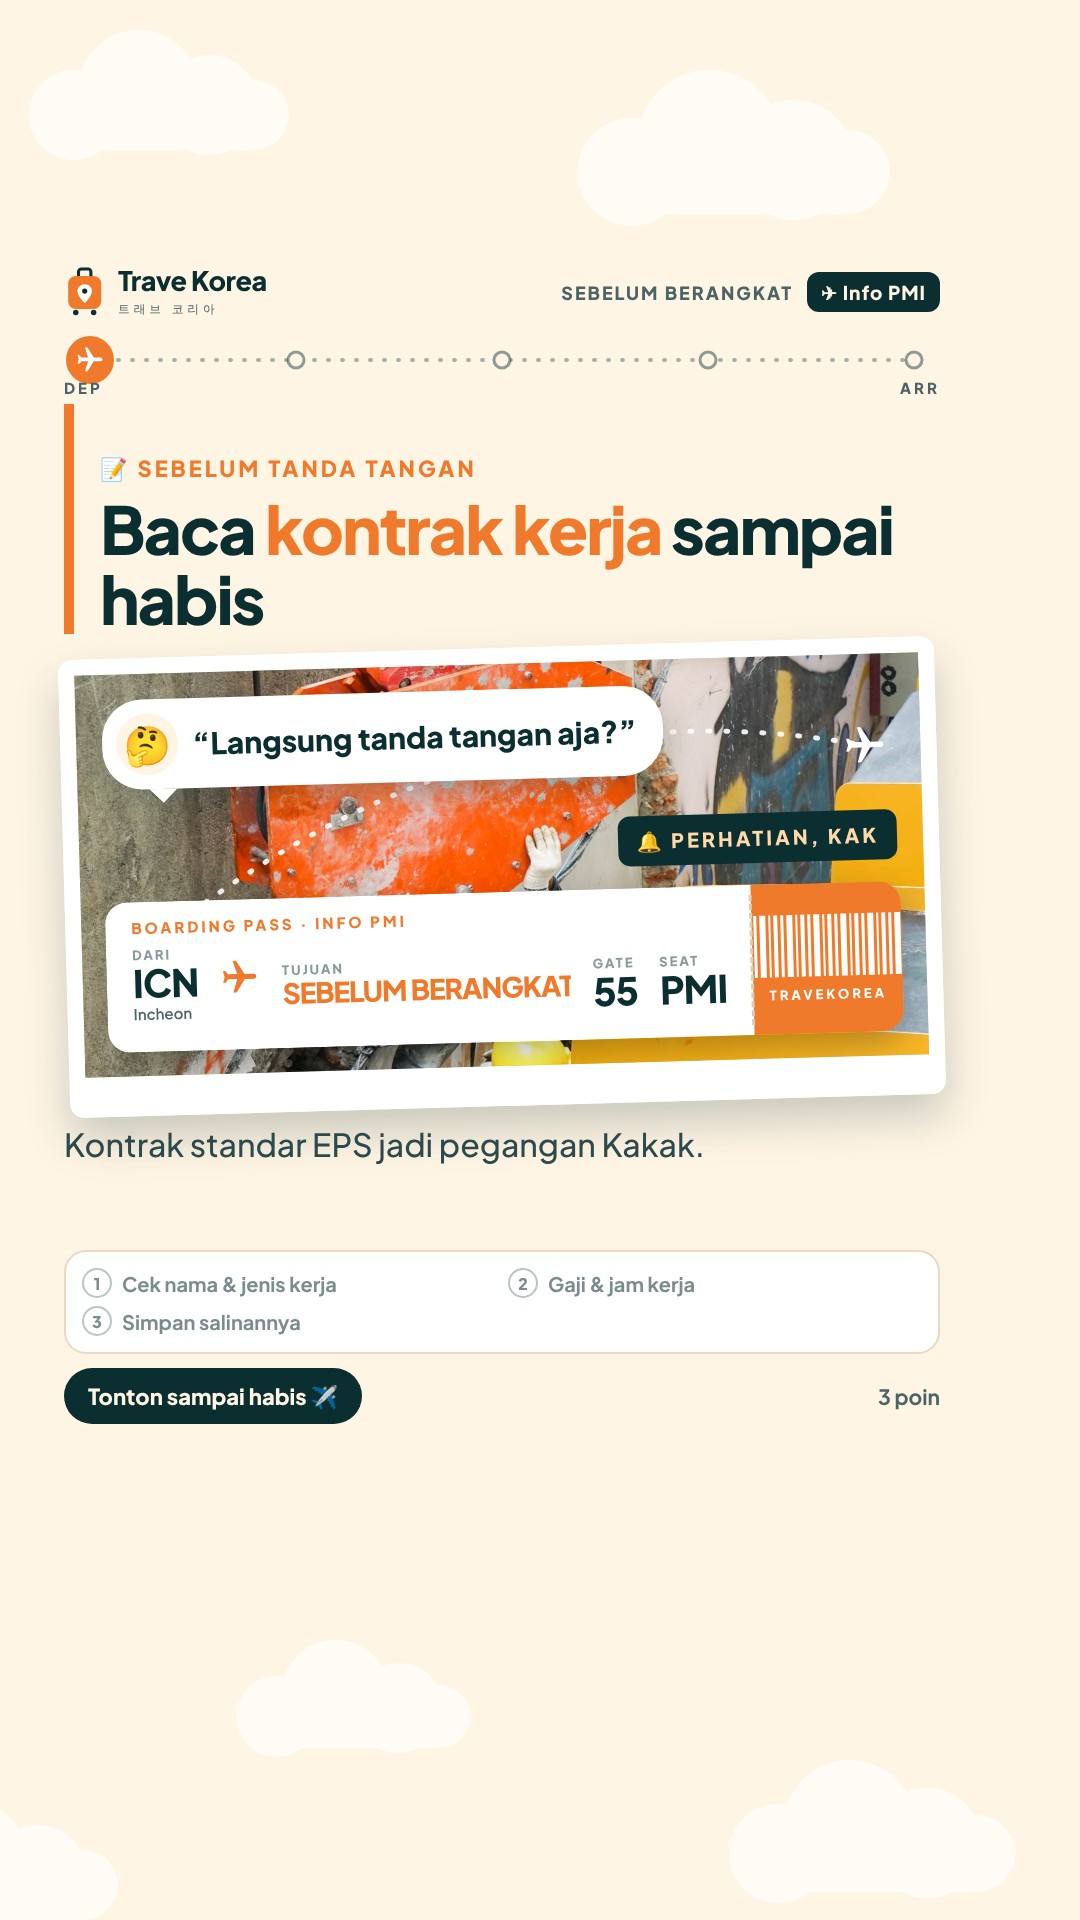 Trave Korea
트래브 코리아
SEBELUM BERANGKAT
✈ Info PMI
DEP
ARR
📝 SEBELUM TANDA TANGAN
Baca kontrak kerja sampai
habis
🤔 “Langsung tanda tangan aja?”
🔔 PERHATIAN, KAK
BOARDING PASS · INFO PMI
DARI
ICN
Incheon
TUJUAN
SEBELUM BERANGKAT
GATE
55
SEAT
PMI
TRAVEKOREA
Kontrak standar EPS jadi pegangan Kakak.
1 Cek nama & jenis kerja
2 Gaji & jam kerja
3 Simpan salinannya
Tonton sampai habis ✈️
3 poin